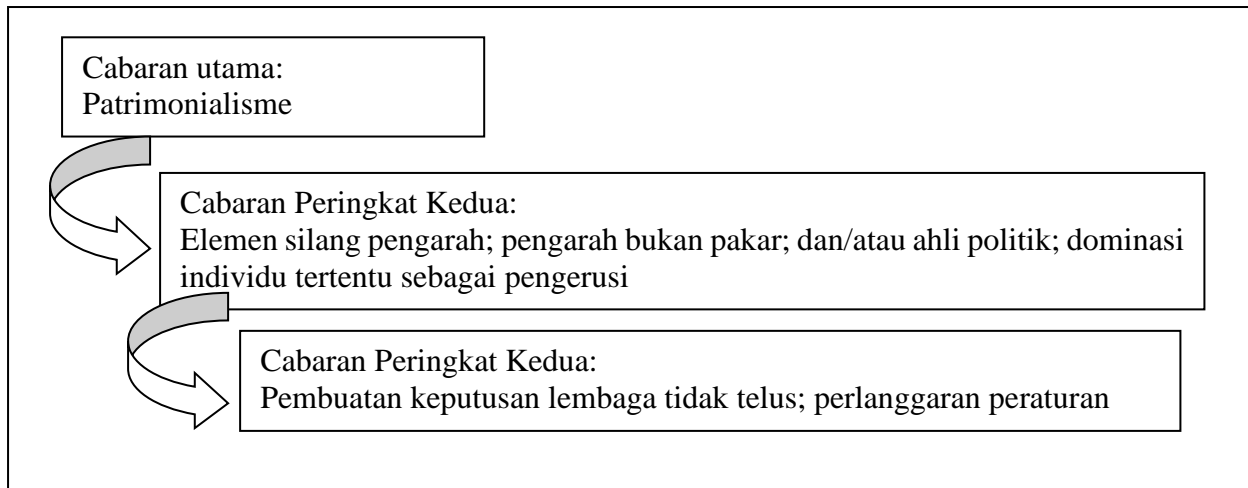 Cabaran utama:
Patrimonialisme
Cabaran Peringkat Kedua:
Elemen silang pengarah; pengarah bukan pakar; dan/atau ahli politik; dominasi
individu tertentu sebagai pengerusi
Cabaran Peringkat Kedua:
Pembuatan keputusan lembaga tidak telus; perlanggaran peraturan